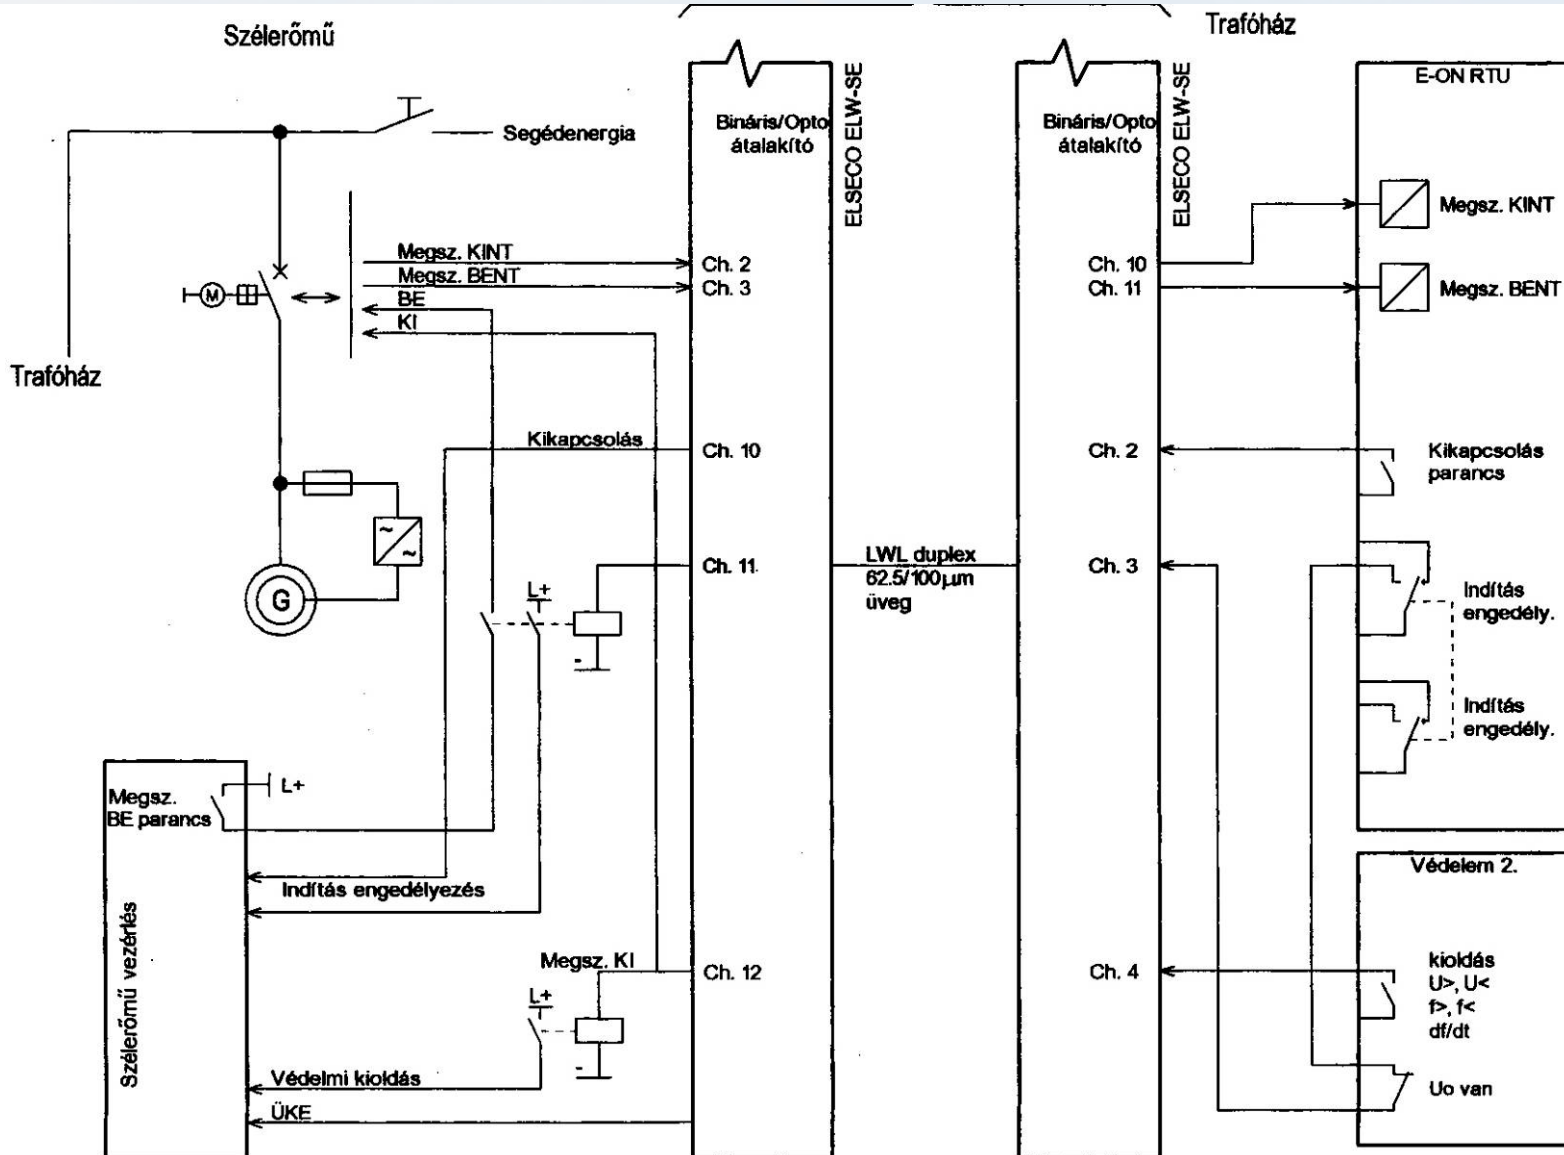 Szélerőmű
Trafóház
Segédenergia
Trafóház
M
G
~
~
Megsz. KINT
Megsz. BENT
BE
KI
Kikapcsolás
L+
-
Megsz.
BE parancs
L+
Indítás engedélyezés
Szélerőmű vezérlés
Megsz. KI
L+
-
Védelmi kioldás
ÜKE
Bináris/Opto
átalakító
ELSECO ELW-SE
Ch. 2
Ch. 3
Ch. 10
Ch. 11
Ch. 12
LWL duplex
62.5/100µm
üveg
Bináris/Opto
átalakító
ELSECO ELW-SE
Ch. 10
Ch. 11
Ch. 2
Ch. 3
Ch. 4
E-ON RTU
Megsz. KINT
Megsz. BENT
Kikapcsolás
parancs
Indítás
engedély.
Indítás
engedély.
Védelem 2.
kioldás
U>, U<
f>, f<
df/dt
Uo van